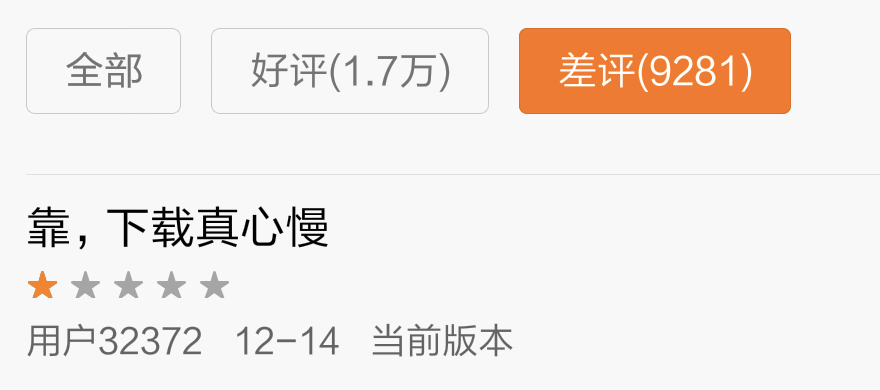 全部 好评(1.7万) 差评(9281)
靠，下载真心慢
用户32372 12-14 当前版本